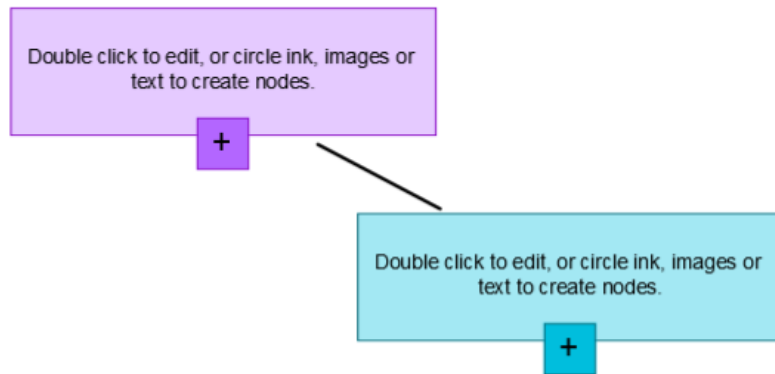 Double click to edit, or circle ink, images or
text to create nodes.
+
Double click to edit, or circle ink, images or
text to create nodes.
+